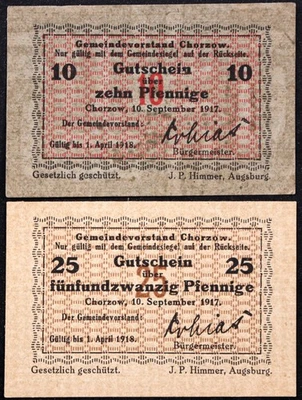 Gemeindevorstand Chorzow.
Nur gültig mit dem Gemeindesiegel auf der Rückseite.
10 Gutschein 10
über
10
zehn Pfennige
Chorzow, 10. September 1917.
Der Gemeindevorstand:
Gültig bis 1. April 1918. Bürgermeister.
Gesetzlich geschützt. J. P. Himmer, Augsburg.
Gemeindevorstand Chorzow.
Nur gültig mit dem Gemeindesiegel auf der Rückseite.
25 Gutschein 25
über
25
fünfundzwanzig Pfennige
Chorzow, 10. September 1917.
Der Gemeindevorstand:
Gültig bis 1. April 1918. Bürgermeister.
Gesetzlich geschützt. J. P. Himmer, Augsburg.